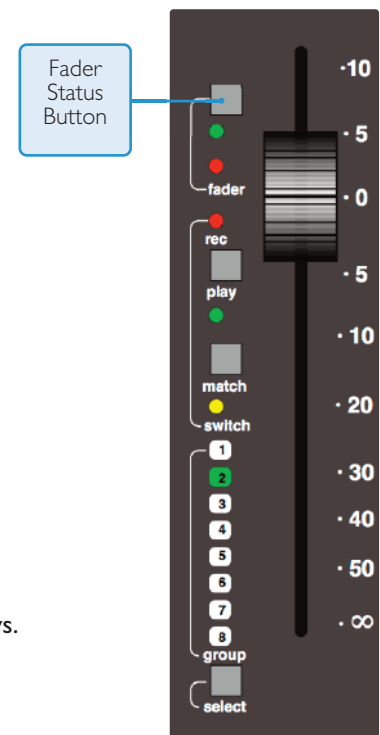 Fader
Status
Button
fader
rec
play
match
switch
1
2
3
4
5
6
7
8
group
select
·10
· 5
· 0
· 5
· 10
· 20
· 30
· 40
· 50
· ∞
s.